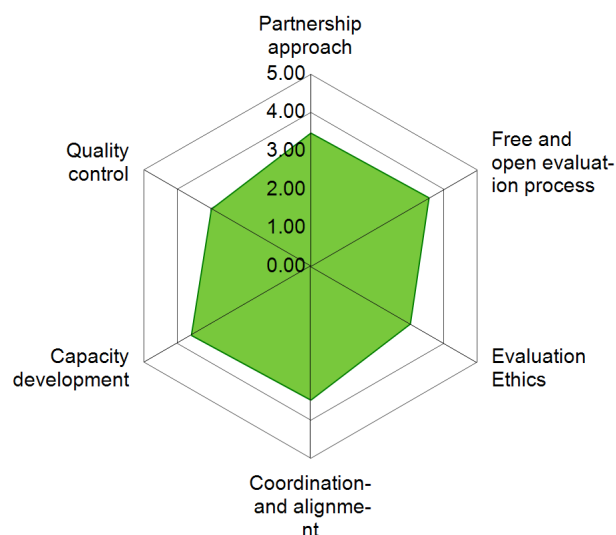 Partnership
approach
5.00
4.00
3.00
2.00
1.00
0.00
Free and
open evaluat-
ion process
Evaluation
Ethics
Coordination-
and alignme-
nt
Capacity
development
Quality
control